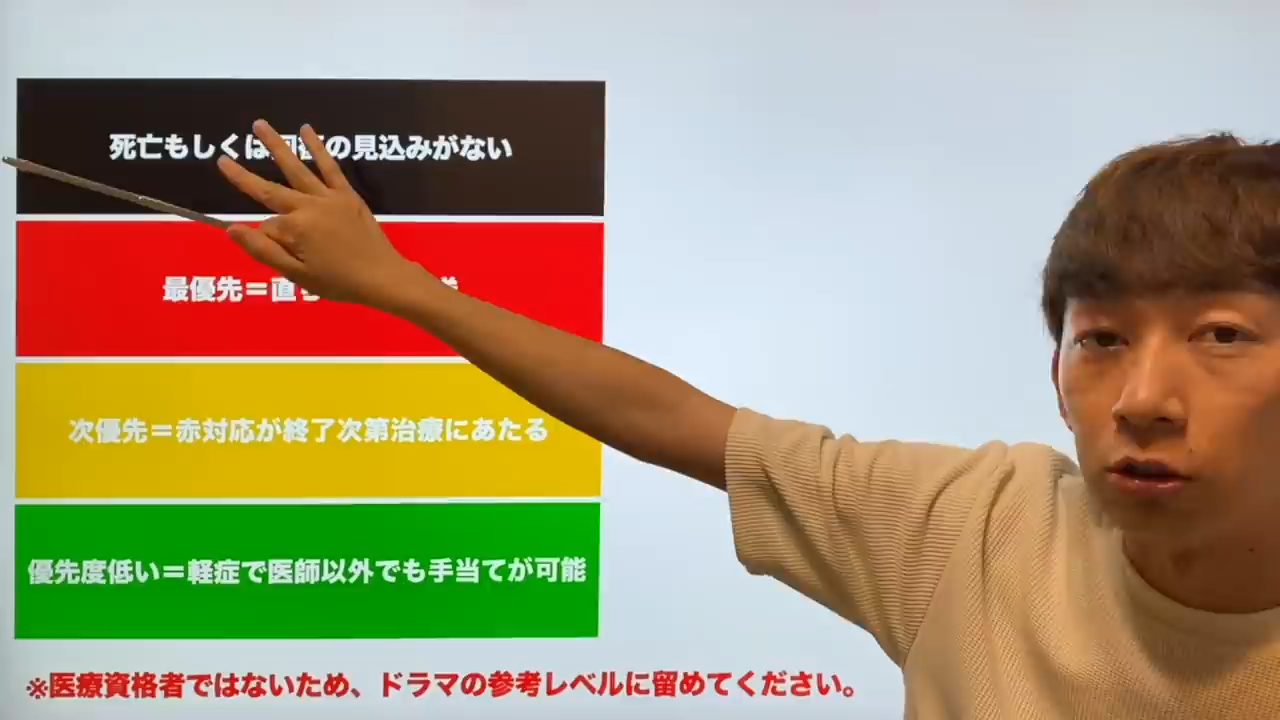 死亡もしくは の見込みがない
最優先＝直
次優先＝赤対応が終了次第治療にあたる
優先度低い＝軽症で医師以外でも手当てが可能
※医療資格者ではないため、ドラマの参考レベルに留めてください。